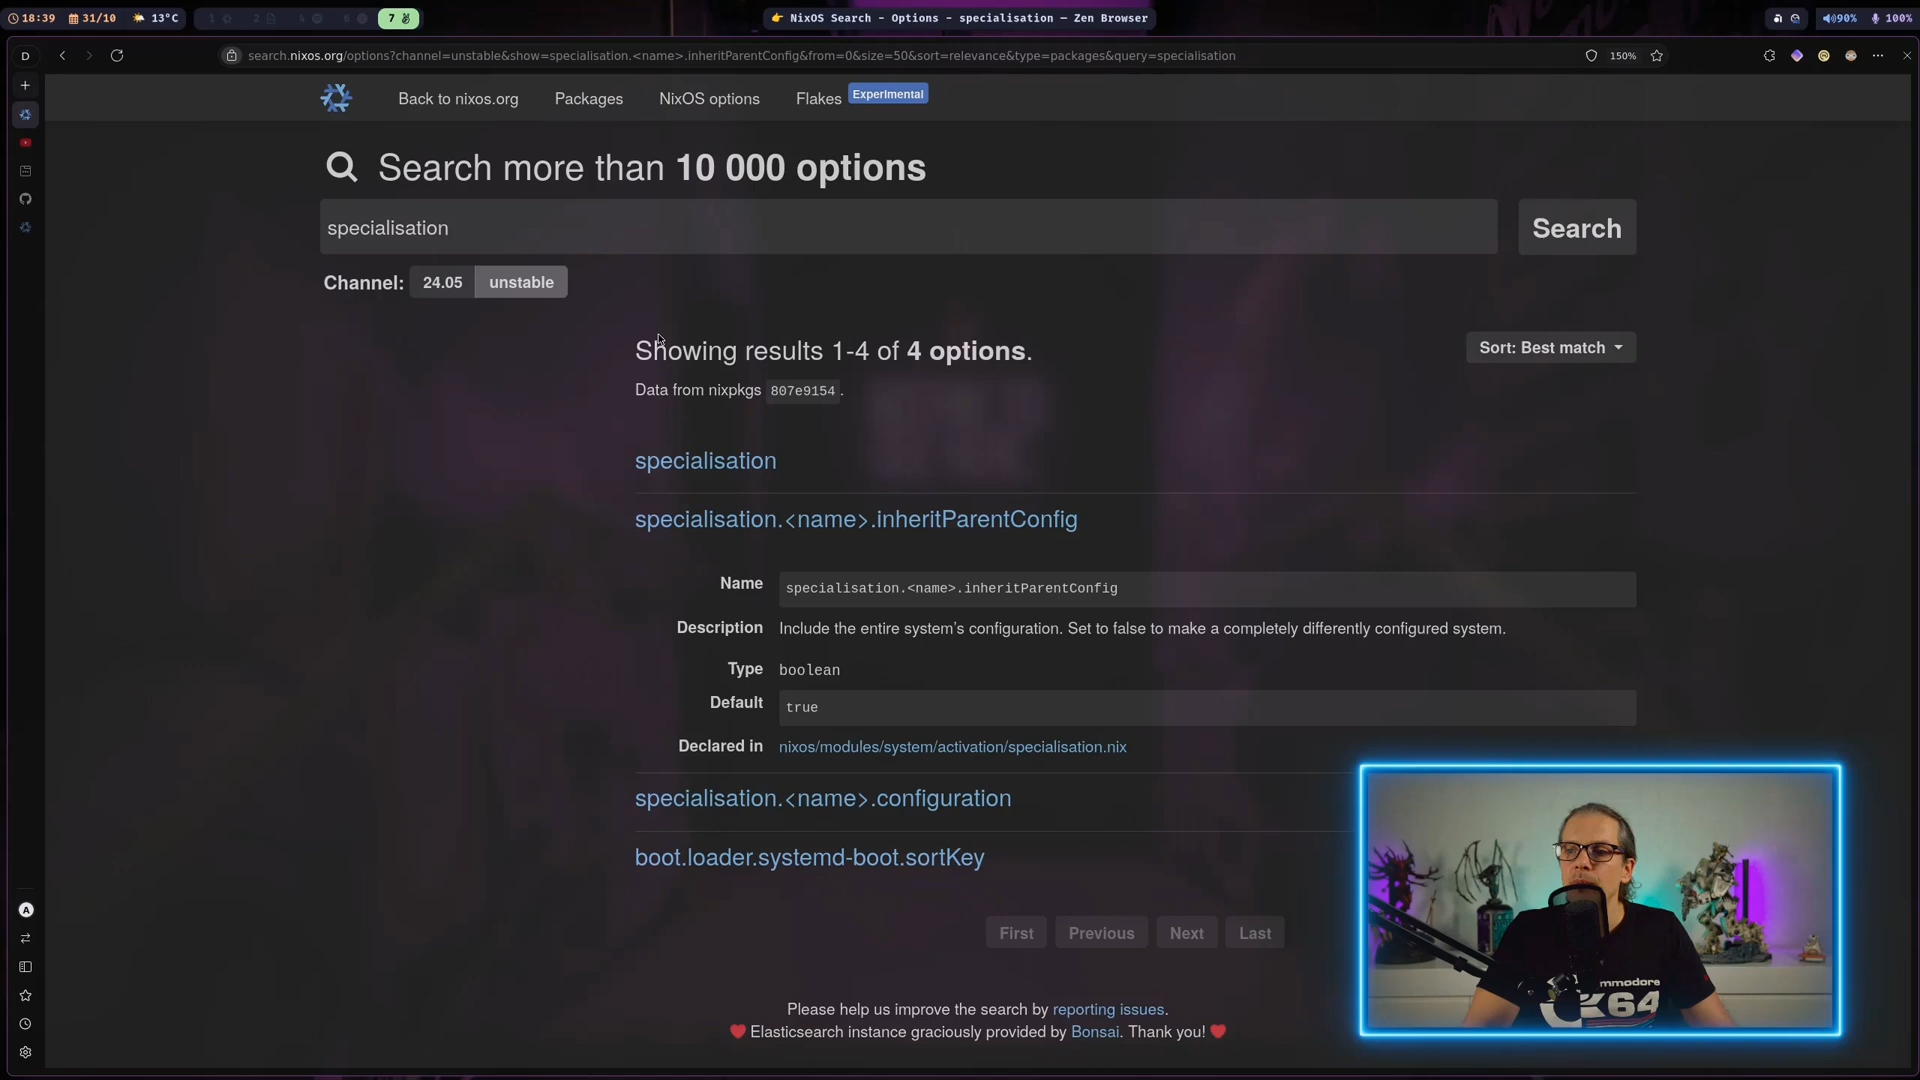 18:39 31/10 13°C 1 2 4 6 7
NixOS Search - Options - specialisation — Zen Browser
90% 100%
D
search.nixos.org/options?channel=unstable&show=specialisation.<name>.inheritParentConfig&from=0&size=50&sort=relevance&type=packages&query=specialisation
150%
Back to nixos.org Packages NixOS options Flakes Experimental
Search more than 10 000 options
specialisation
Search
Channel: 24.05 unstable
Showing results 1-4 of 4 options.
Sort: Best match
Data from nixpkgs 807e9154 .
specialisation
specialisation.<name>.inheritParentConfig
Name specialisation.<name>.inheritParentConfig
Description Include the entire system's configuration. Set to false to make a completely differently configured system.
Type boolean
Default true
Declared in nixos/modules/system/activation/specialisation.nix
specialisation.<name>.configuration
boot.loader.systemd-boot.sortKey
A
First Previous Next Last
mmodore
K64
Please help us improve the search by reporting issues.
Elasticsearch instance graciously provided by Bonsai. Thank you!